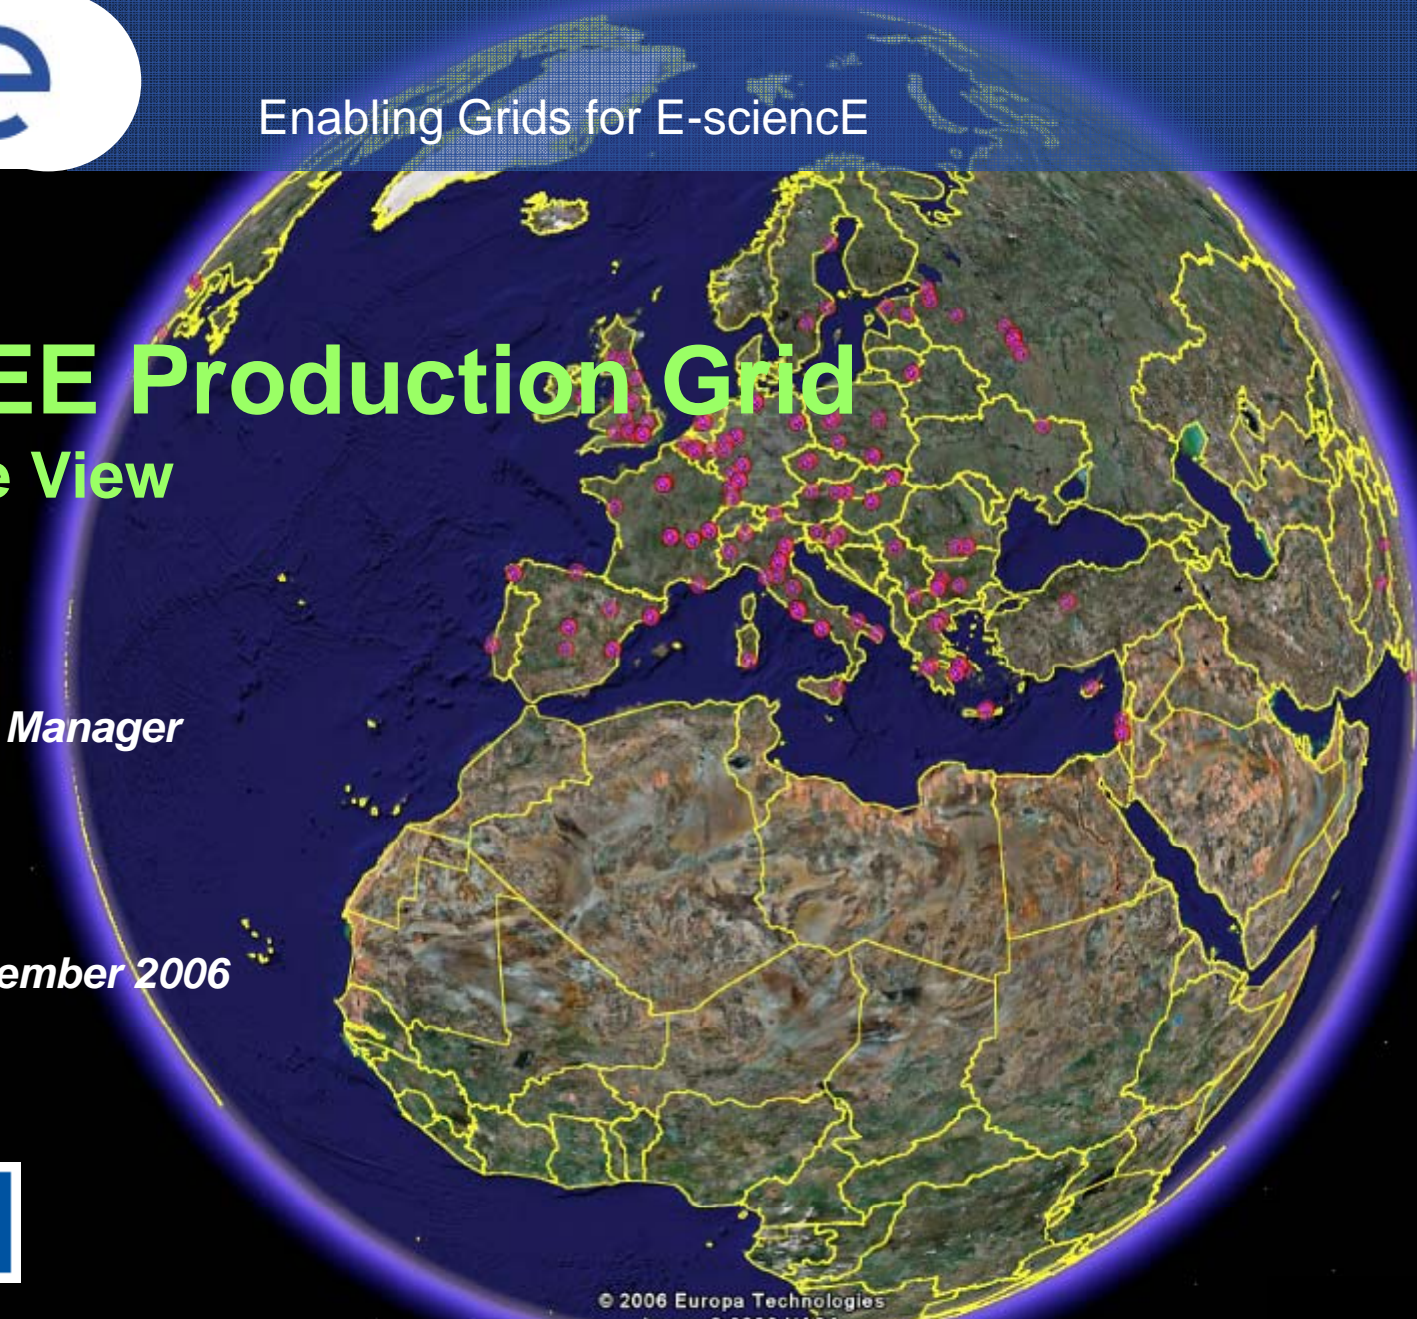 e
Enabling Grids for E-sciencE
EE Production Grid
e View
Manager
ember 2006
© 2006 Europa Technologies